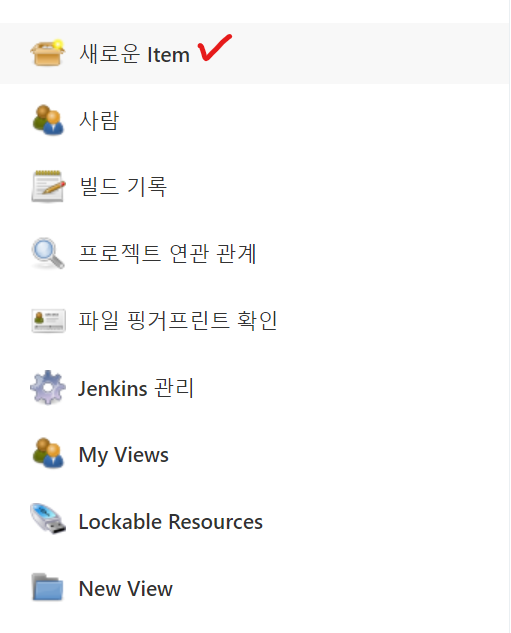 새로운 Item
사람
빌드 기록
프로젝트 연관 관계
파일 핑거프린트 확인
Jenkins 관리
My Views
Lockable Resources
New View